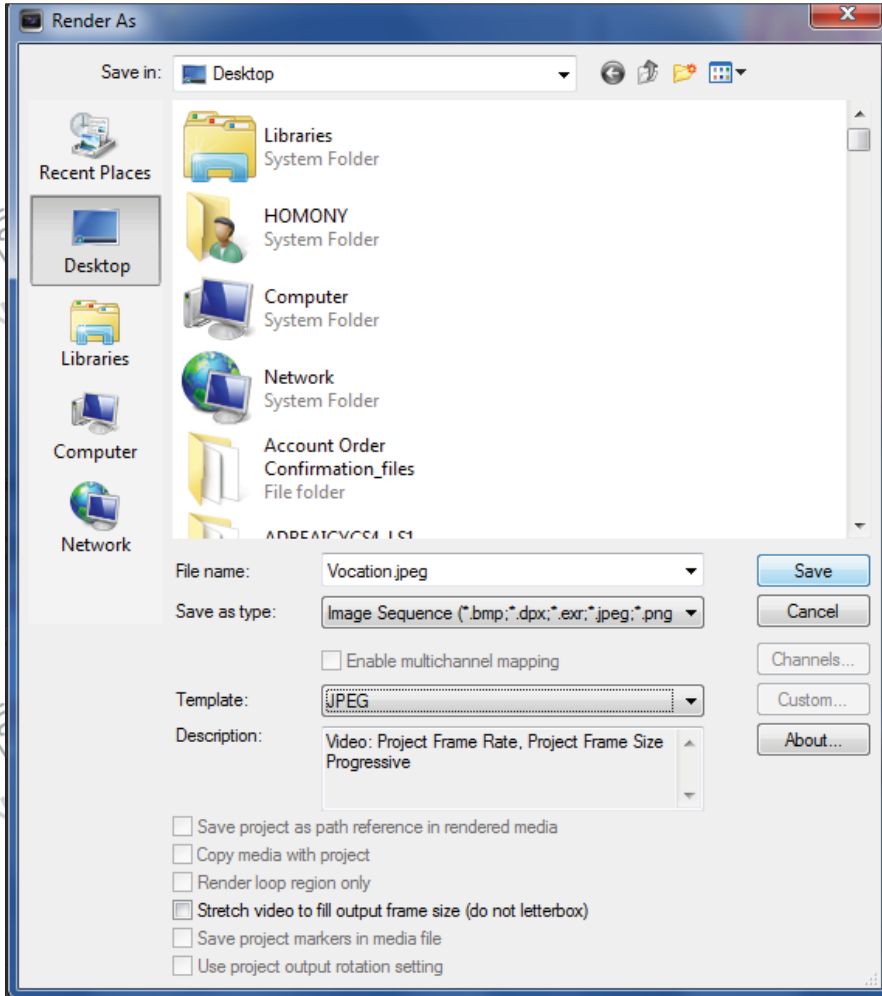 Render As
Save in:
Desktop
Recent Places
Desktop
Libraries
Computer
Network
Libraries
System Folder
HOMONY
System Folder
Computer
System Folder
Network
System Folder
Account Order
Confirmation_files
File folder
File name:
Vocation.jpeg
Save
Save as type:
Image Sequence (*.bmp;*.dpx;*.exr;*.jpeg;*.png
Cancel
Enable multichannel mapping
Channels...
Template:
JPEG
Custom...
Description:
Video: Project Frame Rate, Project Frame Size
Progressive
About...
Save project as path reference in rendered media
Copy media with project
Render loop region only
Stretch video to fill output frame size (do not letterbox)
Save project markers in media file
Use project output rotation setting